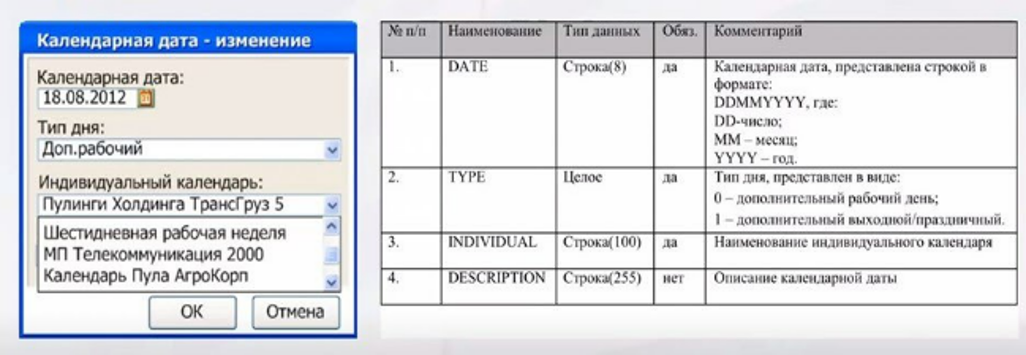 Календарная дата - изменение
Календарная дата:
18.08.2012
Тип дня:
Доп.рабочий
Индивидуальный календарь:
Пулинги Холдинга ТрансГруз 5
Шестидневная рабочая неделя
МП Телекоммуникация 2000
Календарь Пула АгроКорп
ОК Отмена
№ п/п Наименование Тип данных Обяз. Комментарий
1. DATE Строка(8) да Календарная дата, представлена строкой в
формате:
DDMMYYYY, где:
DD-число;
MM – месяц;
YYYY – год.
2. TYPE Целое да Тип дня, представлен в виде:
0 – дополнительный рабочий день;
1 – дополнительный выходной/праздничный.
3. INDIVIDUAL Строка(100) да Наименование индивидуального календаря
4. DESCRIPTION Строка(255) нет Описание календарной даты